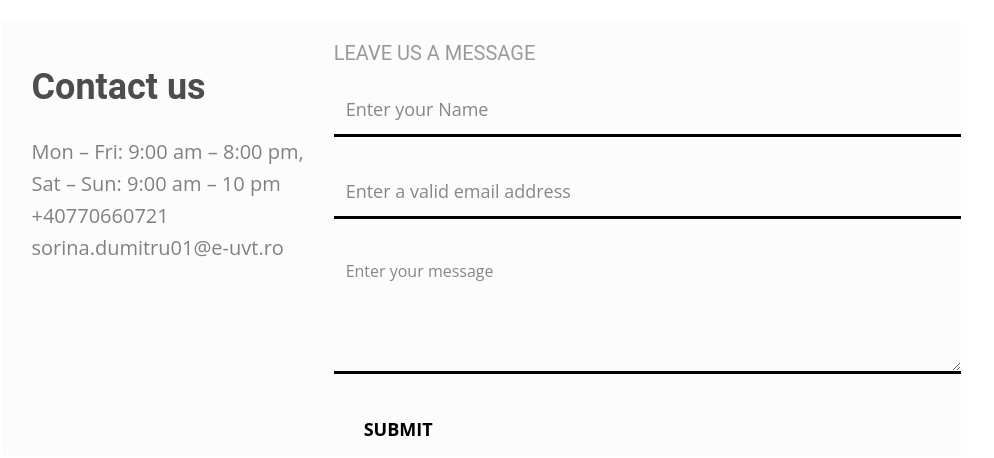 Contact us
Mon – Fri: 9:00 am – 8:00 pm,
Sat – Sun: 9:00 am – 10 pm
+40770660721
sorina.dumitru01@e-uvt.ro
LEAVE US A MESSAGE
Enter your Name
Enter a valid email address
Enter your message
SUBMIT